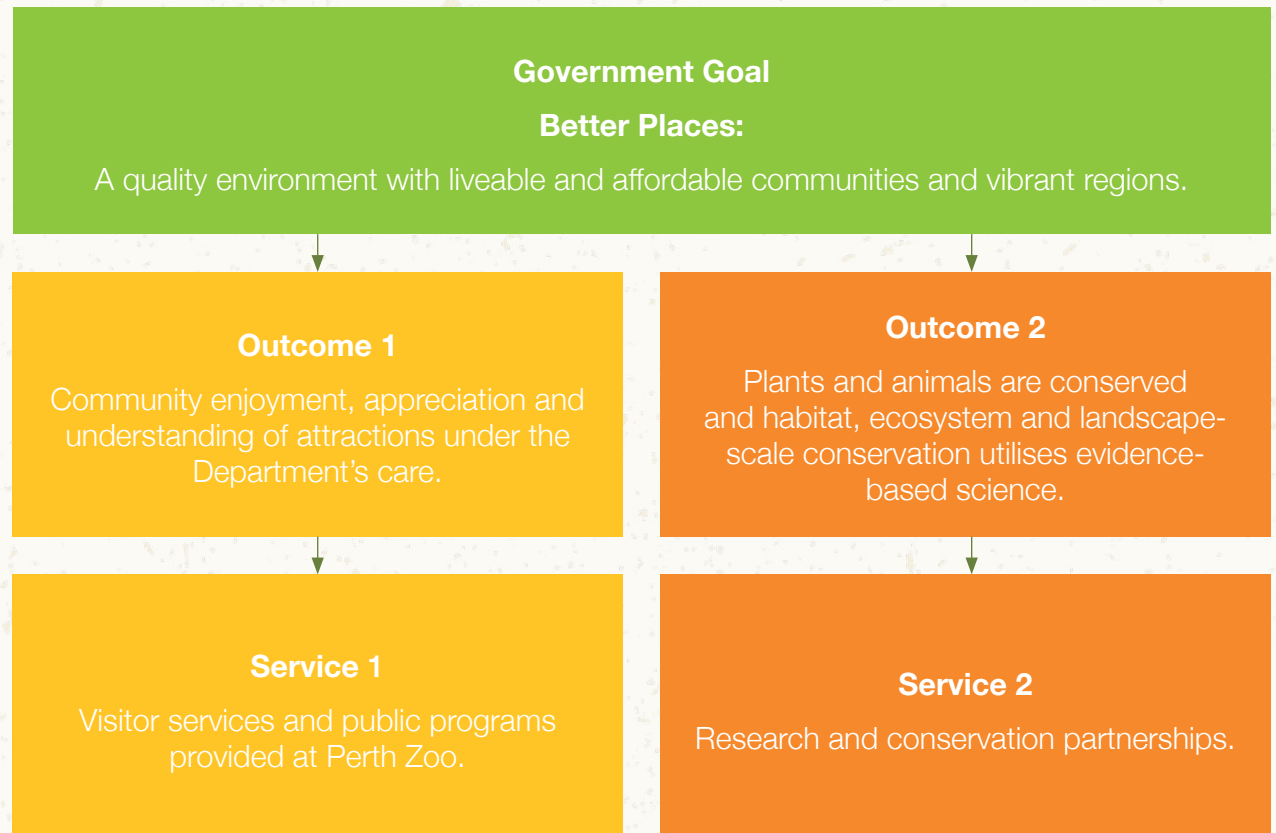 Government Goal
Better Places:
A quality environment with liveable and affordable communities and vibrant regions.
Outcome 1
Community enjoyment, appreciation and
understanding of attractions under the
Department’s care.
Outcome 2
Plants and animals are conserved
and habitat, ecosystem and landscape-
scale conservation utilises evidence-
based science.
Service 1
Visitor services and public programs
provided at Perth Zoo.
Service 2
Research and conservation partnerships.